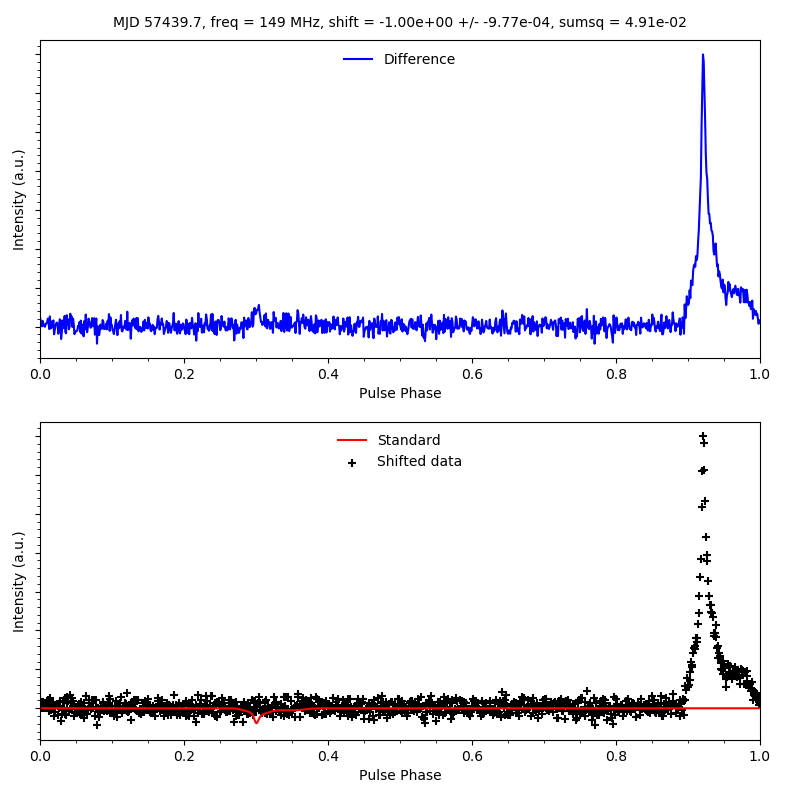 MJD 57439.7, freq = 149 MHz, shift = -1.00e+00 +/- -9.77e-04, sumsq = 4.91e-02
Difference
Intensity (a.u.)
0.0 0.2 0.4 0.6 0.8 1.0
Pulse Phase
Standard
Shifted data
Intensity (a.u.)
0.0 0.2 0.4 0.6 0.8 1.0
Pulse Phase